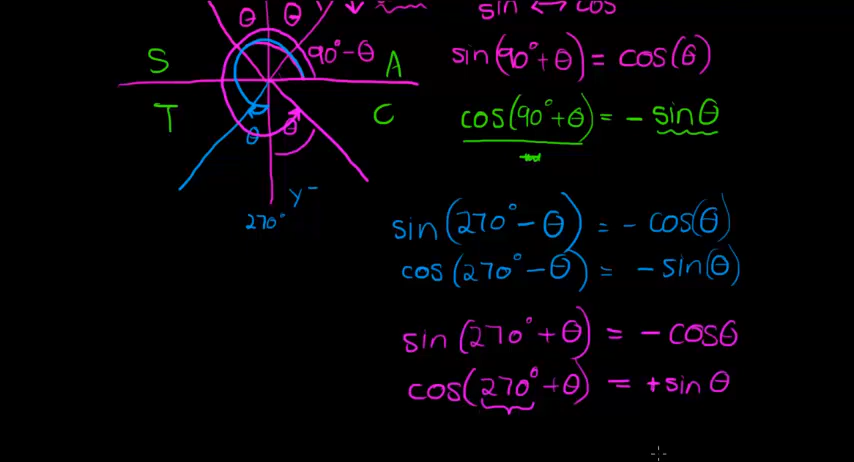 sin ↔ cos
θ θ
90° - θ
S A
T C
θ θ
y -
270°
sin(90° + θ) = cos(θ)
cos(90° + θ) = - sinθ
sin(270° - θ) = - cos(θ)
cos(270° - θ) = - sin(θ)
sin(270° + θ) = - cosθ
cos(270° + θ) = + sinθ